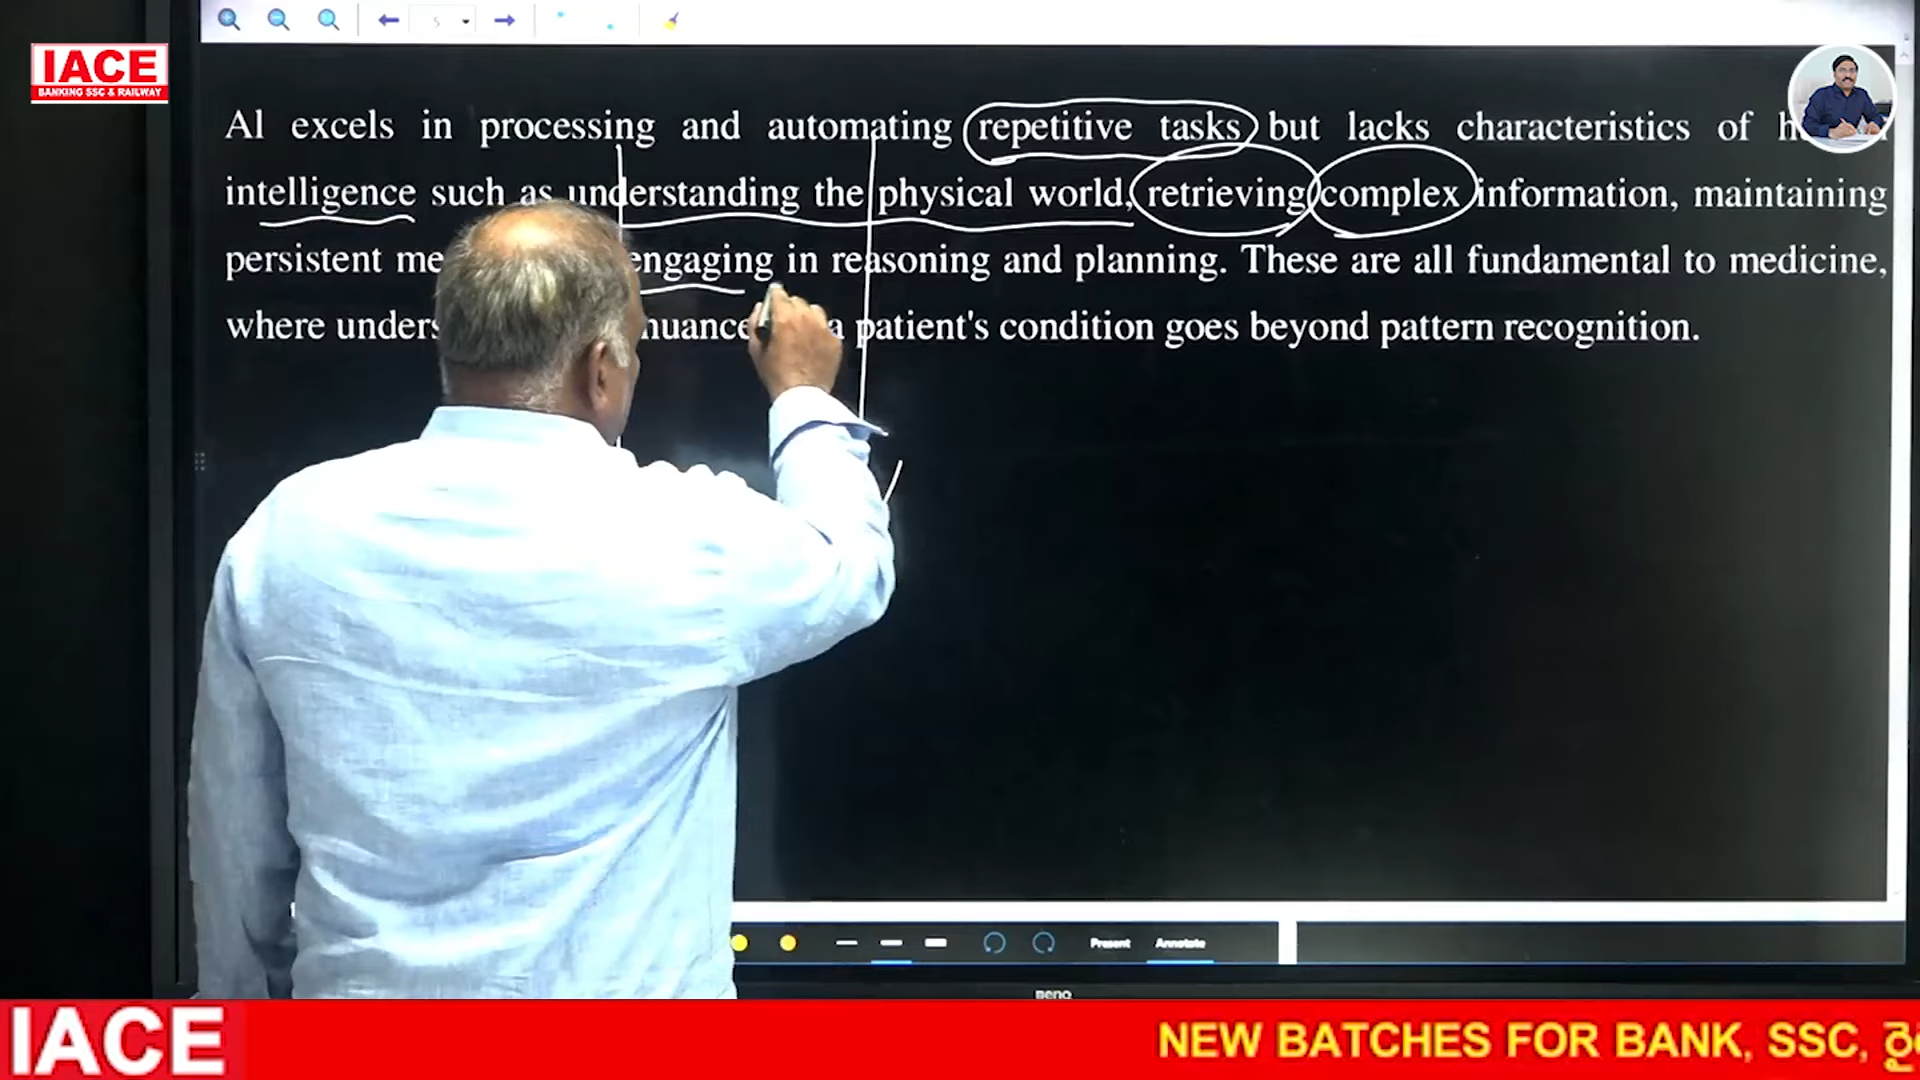 5
IACE
BANKING SSC & RAILWAY
AI excels in processing and automating repetitive tasks but lacks characteristics of
intelligence such as understanding the physical world, retrieving complex information, maintaining
persistent engaging in reasoning and planning. These are all fundamental to medicine,
where nuance a patient's condition goes beyond pattern recognition.
Present Annotate
BENQ
IACE NEW BATCHES FOR BANK, SSC,